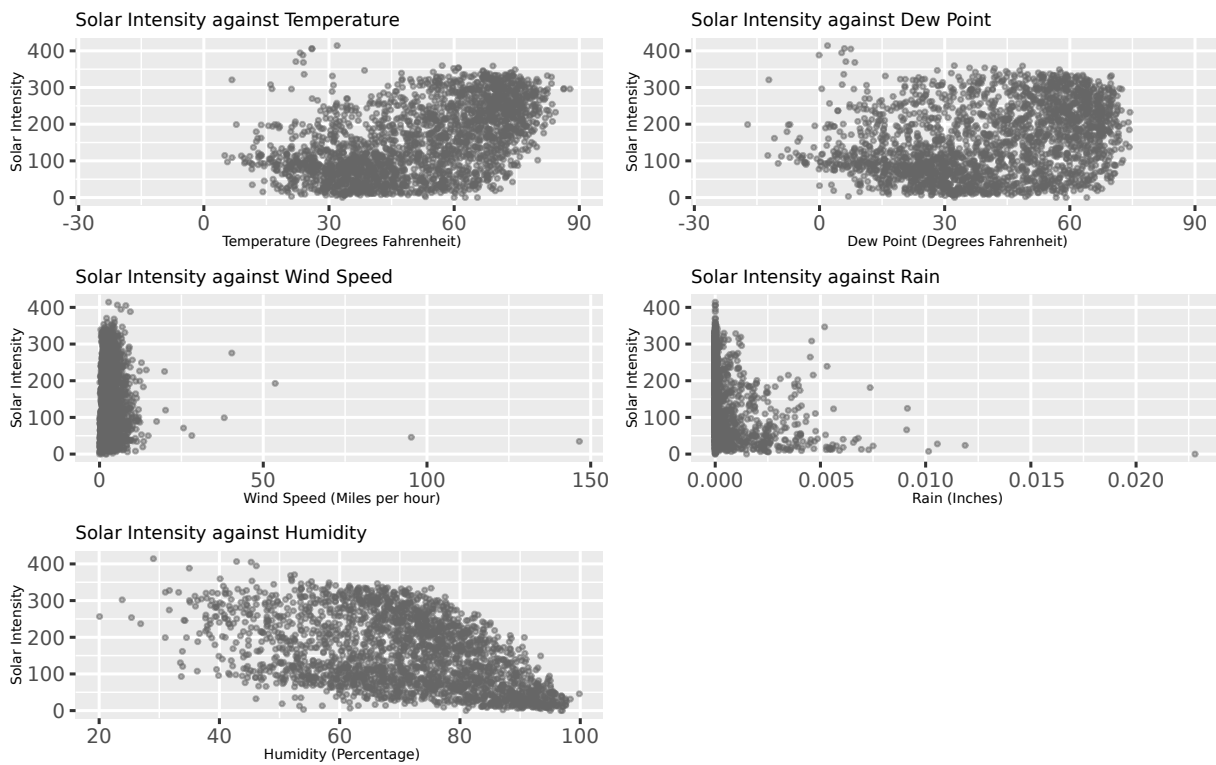 Solar Intensity against Temperature
Solar Intensity
400
300
200
100
0
-30 0 30 60 90
Temperature (Degrees Fahrenheit)
Solar Intensity against Dew Point
Solar Intensity
400
300
200
100
0
-30 0 30 60 90
Dew Point (Degrees Fahrenheit)
Solar Intensity against Wind Speed
Solar Intensity
400
300
200
100
0
0 50 100 150
Wind Speed (Miles per hour)
Solar Intensity against Rain
Solar Intensity
400
300
200
100
0
0.000 0.005 0.010 0.015 0.020
Rain (Inches)
Solar Intensity against Humidity
Solar Intensity
400
300
200
100
0
20 40 60 80 100
Humidity (Percentage)